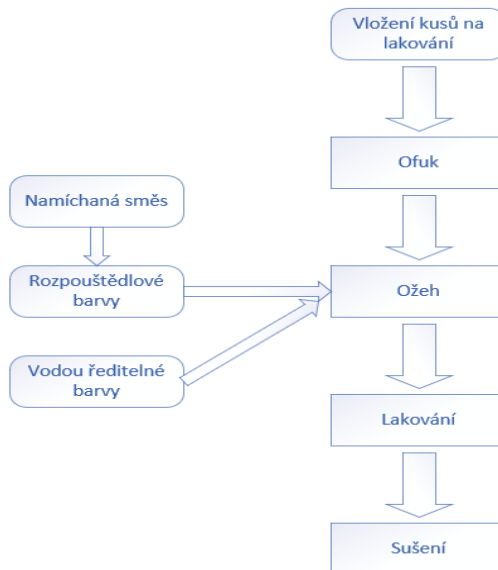 Vložení kusů na
lakování
Ofuk
Namíchaná směs
Rozpouštědlové
barvy
Ožeh
Vodou ředitelné
barvy
Lakování
Sušení